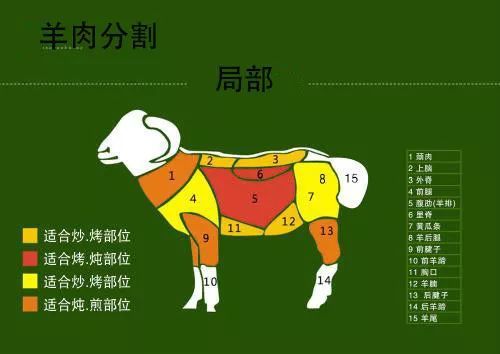 羊肉分割
局部
1
2
3
4
5
6
7
8
9
10
11
12
13
14
15
适合炒.烤部位
适合烤.炖部位
适合炒.烤部位
适合炖.煎部位
1 颈肉
2 上脑
3 外脊
4 前腿
5 腹肋(羊排)
6 里脊
7 黄瓜条
8 羊后腿
9 前腱子
10 前羊蹄
11 胸口
12 羊腩
13 后腱子
14 后羊蹄
15 羊尾